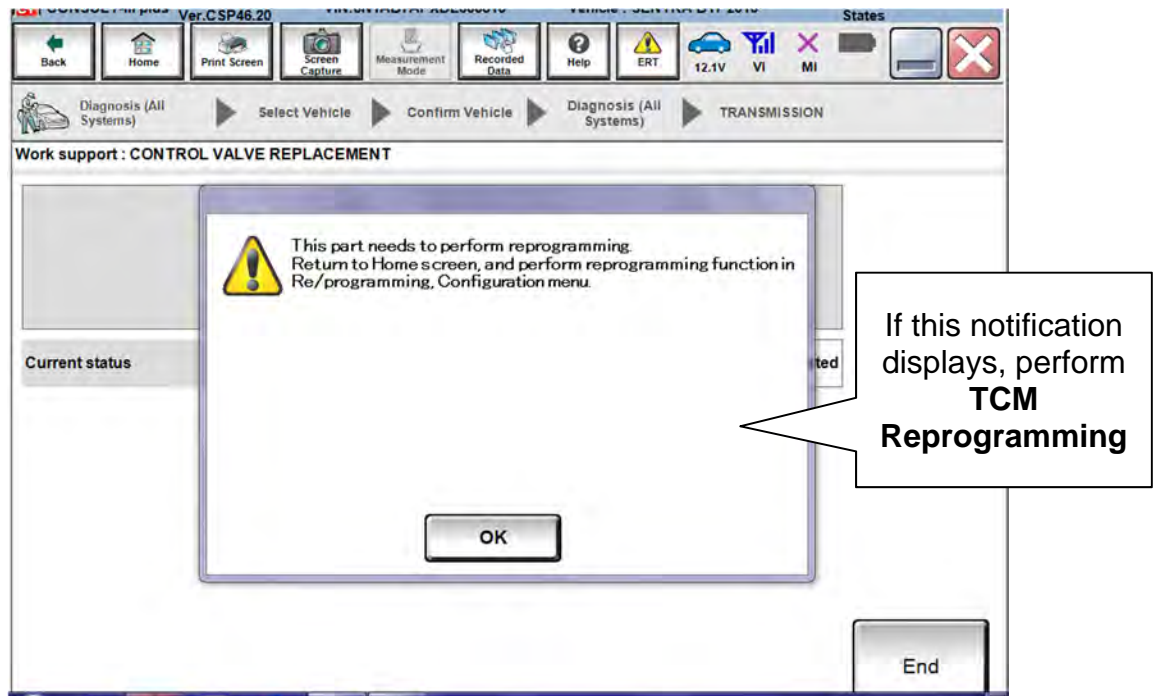 Ver.CSP46.20 States
Back Home Print Screen Screen Capture Measurement Mode Recorded Data Help ERT 12.1V VI MI
Diagnosis (All Systems) Select Vehicle Confirm Vehicle Diagnosis (All Systems) TRANSMISSION
Work support : CONTROL VALVE REPLACEMENT
This part needs to perform reprogramming.
Return to Home screen, and perform reprogramming function in
Re/programming, Configuration menu.
Current status
OK
End
If this notification
displays, perform
TCM
Reprogramming